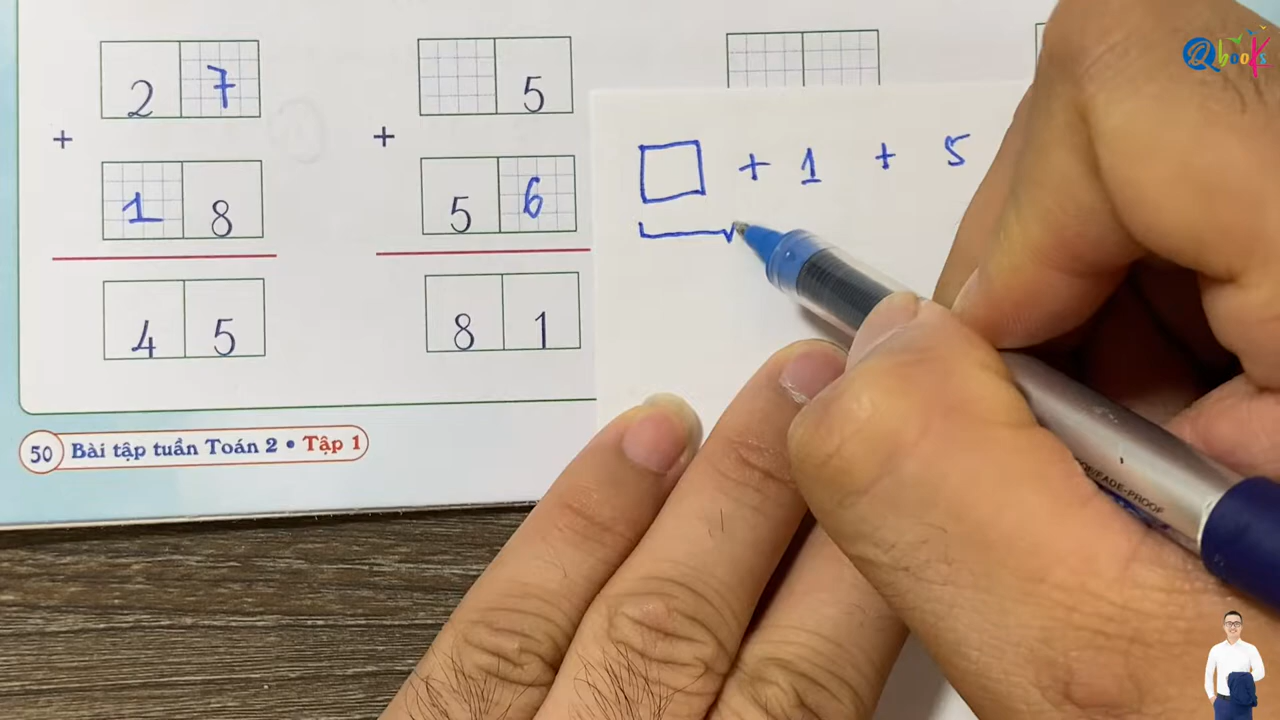 Qbooks
2 7
5
+
+
+ 1 + 5
1 8
5 6
4 5
8 1
50 Bài tập tuần Toán 2 • Tập 1